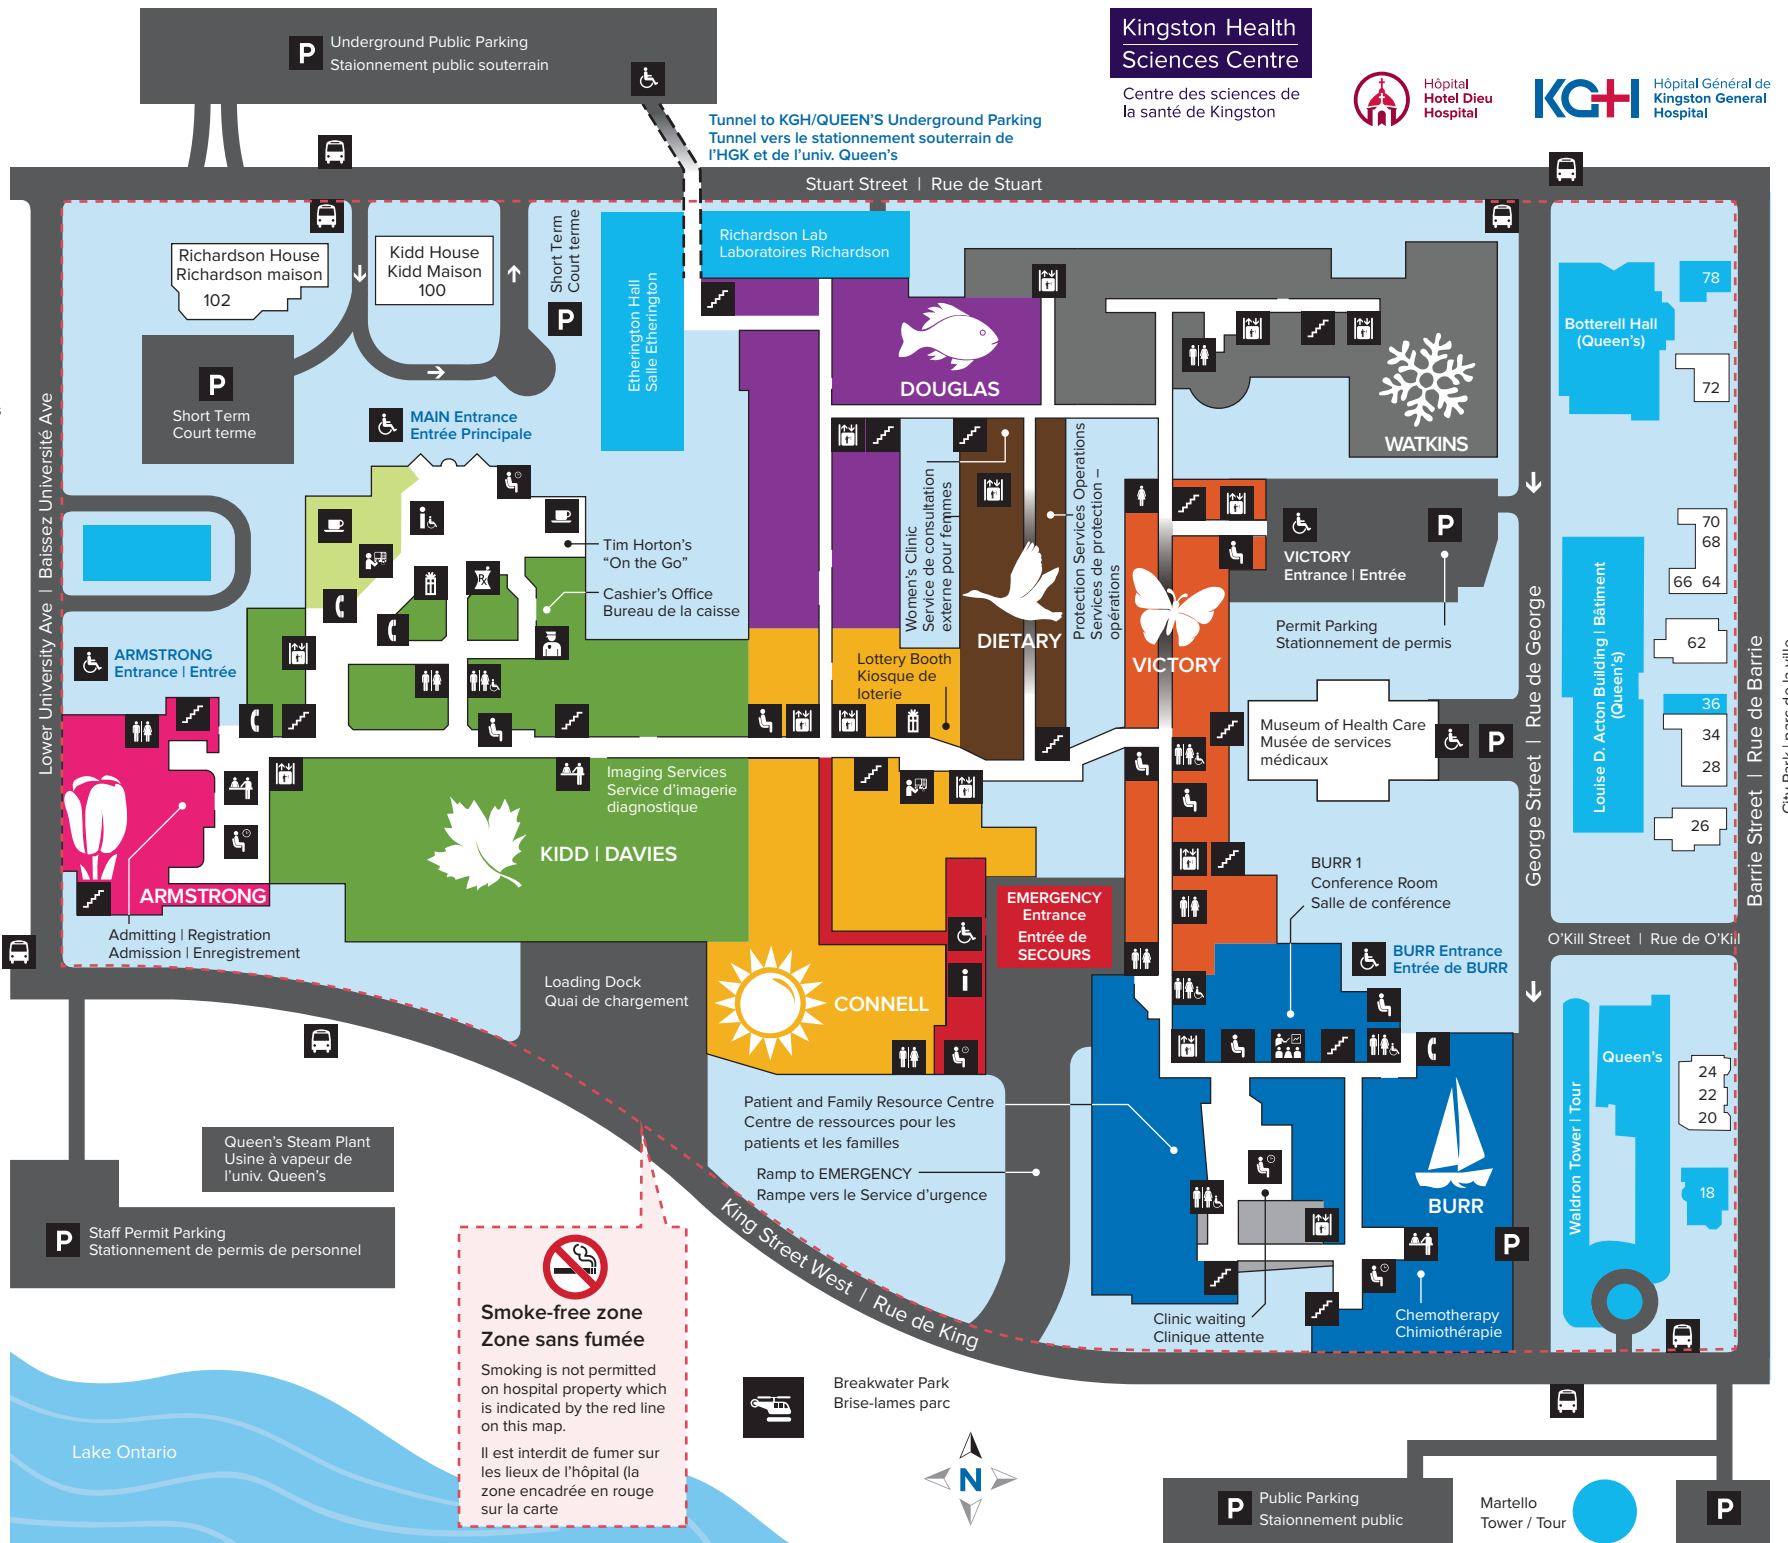 Underground Public Parking
Staionnement public souterrain
P
Kingston Health
Sciences Centre
Centre des sciences de
la santé de Kingston
Hôpital
Hotel Dieu
Hospital
KGH
Hôpital Général de
Kingston General
Hospital
Tunnel to KGH/QUEEN'S Underground Parking
Tunnel vers le stationnement souterrain de
l'HGK et de l'univ. Queen's
Stuart Street | Rue de Stuart
Richardson House
Richardson maison
102
Kidd House
Kidd Maison
100
Short Term
Court terme
P
Etherington Hall
Salle Etherington
Richardson Lab
Laboratoires Richardson
P
Short Term
Court terme
MAIN Entrance
Entrée Principale
DOUGLAS
WATKINS
Botterell Hall
(Queen's)
78
72
Lower University Ave | Baissez Université Ave
Tim Horton's
"On the Go"
Cashier's Office
Bureau de la caisse
Rx
Women's Clinic
Service de consultation
externe pour femmes
DIETARY
Protection Services Operations
Services de protection –
opérations
VICTORY
VICTORY
Entrance | Entrée
P
Permit Parking
Stationnement de permis
70
68
66 64
62
36
34
28
26
Louise D. Acton Building | Bâtiment
(Queen's)
George Street | Rue de George
Barrie Street | Rue de Barrie
ARMSTRONG
Entrance | Entrée
Lottery Booth
Kiosque de
loterie
Museum of Health Care
Musée de services
médicaux
P
Imaging Services
Service d'imagerie
diagnostique
KIDD | DAVIES
ARMSTRONG
Admitting | Registration
Admission | Enregistrement
EMERGENCY
Entrance
Entrée de
SECOURS
BURR 1
Conference Room
Salle de conférence
BURR Entrance
Entrée de BURR
O'Kill Street | Rue de O'Kill
Loading Dock
Quai de chargement
CONNELL
Queen's
Waldron Tower | Tour
24
22
20
18
Patient and Family Resource Centre
Centre de ressources pour les
patients et les familles
Ramp to EMERGENCY
Rampe vers le Service d'urgence
BURR
P
Queen's Steam Plant
Usine à vapeur de
l'univ. Queen's
P
Staff Permit Parking
Stationnement de permis de personnel
King Street West | Rue de King
Clinic waiting
Clinique attente
Chemotherapy
Chimiothérapie
Smoke-free zone
Zone sans fumée
Smoking is not permitted
on hospital property which
is indicated by the red line
on this map.
Il est interdit de fumer sur
les lieux de l'hôpital (la
zone encadrée en rouge
sur la carte
Lake Ontario
Breakwater Park
Brise-lames parc
N
P
Public Parking
Staionnement public
Martello
Tower / Tour
P